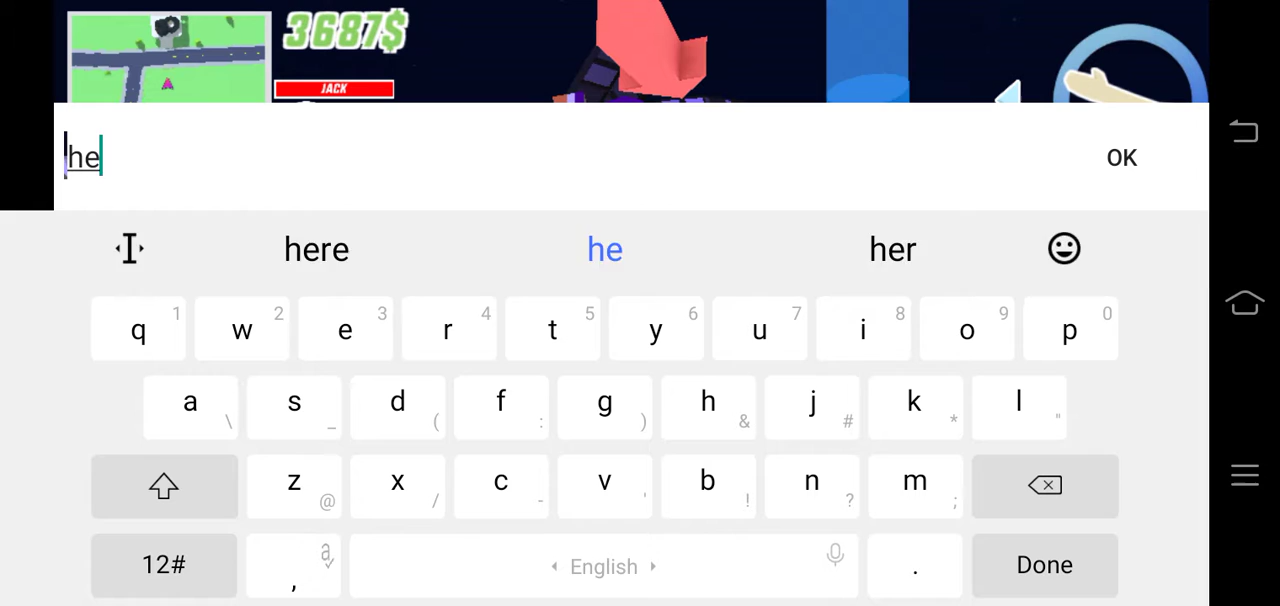 3687$
JACK
he
OK
here he her
q 1 w 2 e 3 r 4 t 5 y 6 u 7 i 8 o 9 p 0
a \ s _ d ( f : g ) h & j # k * l "
z @ x / c - v ' b ! n ? m ;
12# , a English . Done